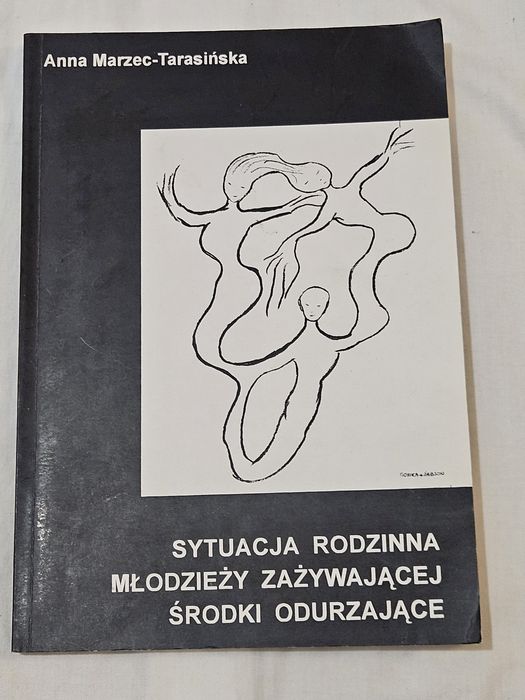 Anna Marzec-Tarasińska
SYTUACJA RODZINNA
MŁODZIEŻY ZAŻYWAJĄCEJ
ŚRODKI ODURZAJĄCE